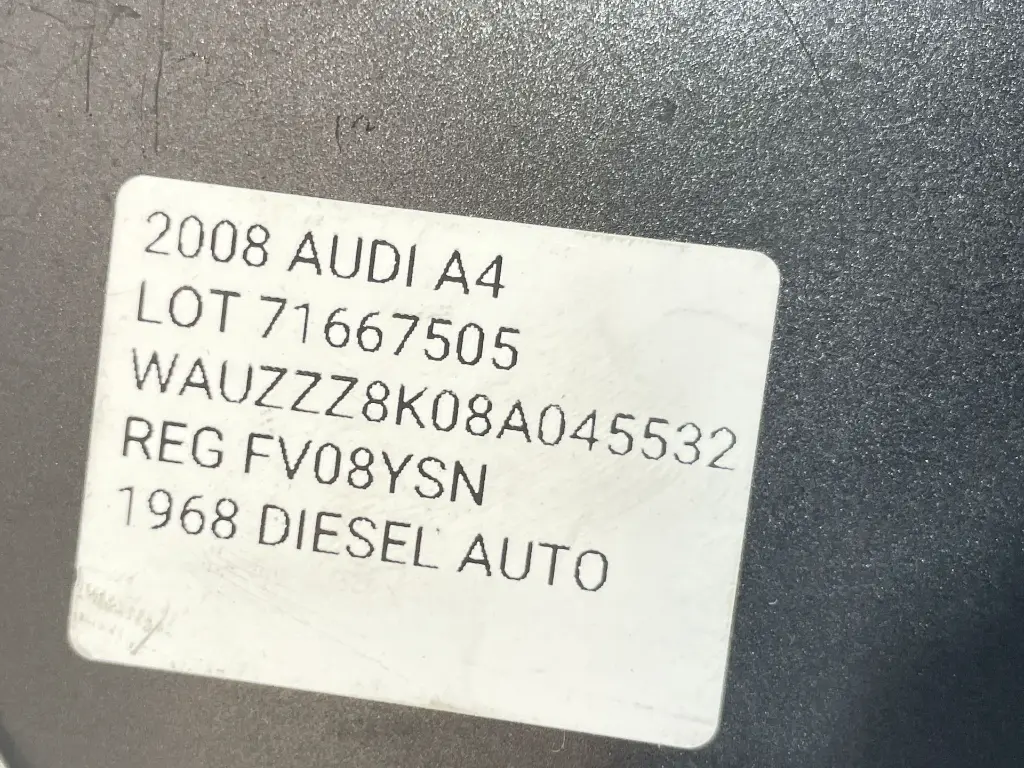 2008 AUDI A4
LOT 71667505
WAUZZZ8K08A045532
REG FV08YSN
1968 DIESEL AUTO